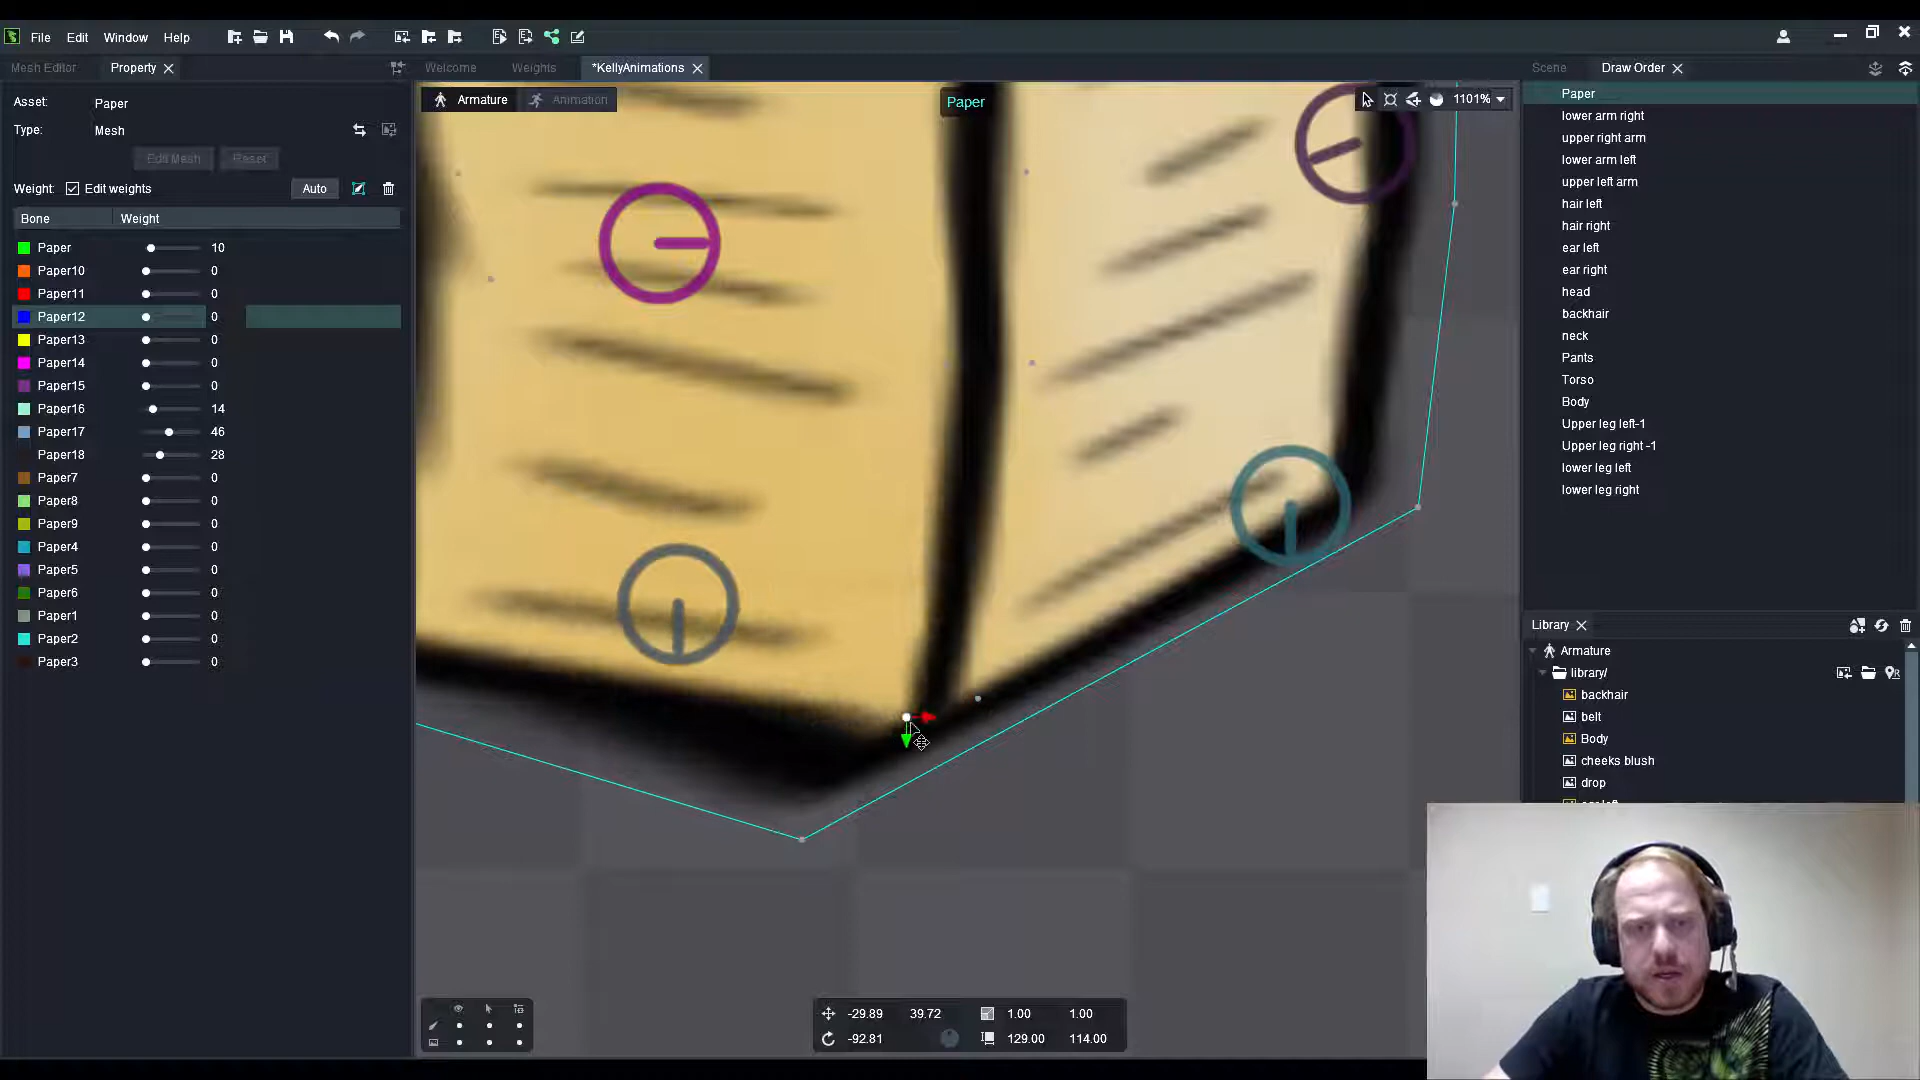 File Edit Window Help
Mesh Editor Property Welcome Weights *KellyAnimations Scene Draw Order
Asset: Paper
Type: Mesh
Edit Mesh Reset
Weight: Edit weights Auto
Bone Weight
Paper 10
Paper10 0
Paper11 0
Paper12 0
Paper13 0
Paper14 0
Paper15 0
Paper16 14
Paper17 46
Paper18 28
Paper7 0
Paper8 0
Paper9 0
Paper4 0
Paper5 0
Paper6 0
Paper1 0
Paper2 0
Paper3 0
Armature Animation Paper 1101%
-29.89 39.72 1.00 1.00
-92.81 129.00 114.00
Paper
lower arm right
upper right arm
lower arm left
upper left arm
hair left
hair right
ear left
ear right
head
backhair
neck
Pants
Torso
Body
Upper leg left-1
Upper leg right -1
lower leg left
lower leg right
Library
Armature
library/
backhair
belt
Body
cheeks blush
drop